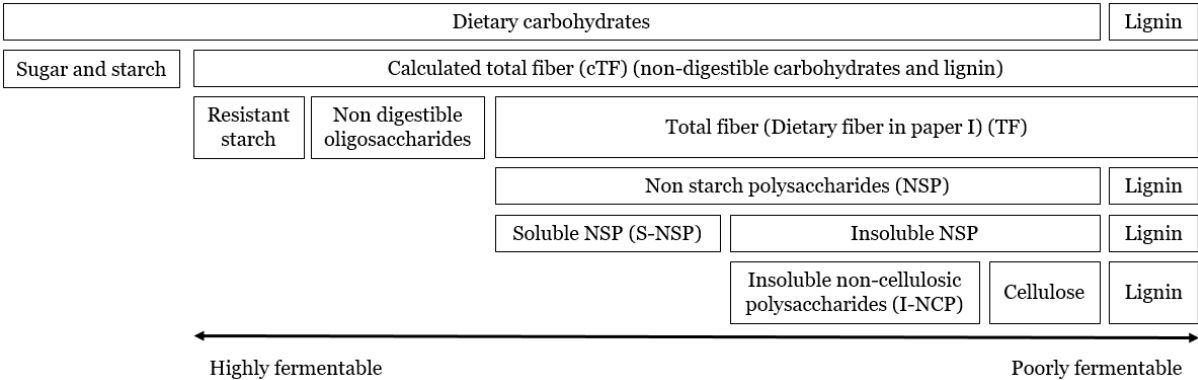 Dietary carbohydrates
Lignin
Sugar and starch
Calculated total fiber (cTF) (non-digestible carbohydrates and lignin)
Resistant
starch
Non digestible
oligosaccharides
Total fiber (Dietary fiber in paper I) (TF)
Non starch polysaccharides (NSP)
Lignin
Soluble NSP (S-NSP)
Insoluble NSP
Lignin
Insoluble non-cellulosic
polysaccharides (I-NCP)
Cellulose
Lignin
Highly fermentable
Poorly fermentable